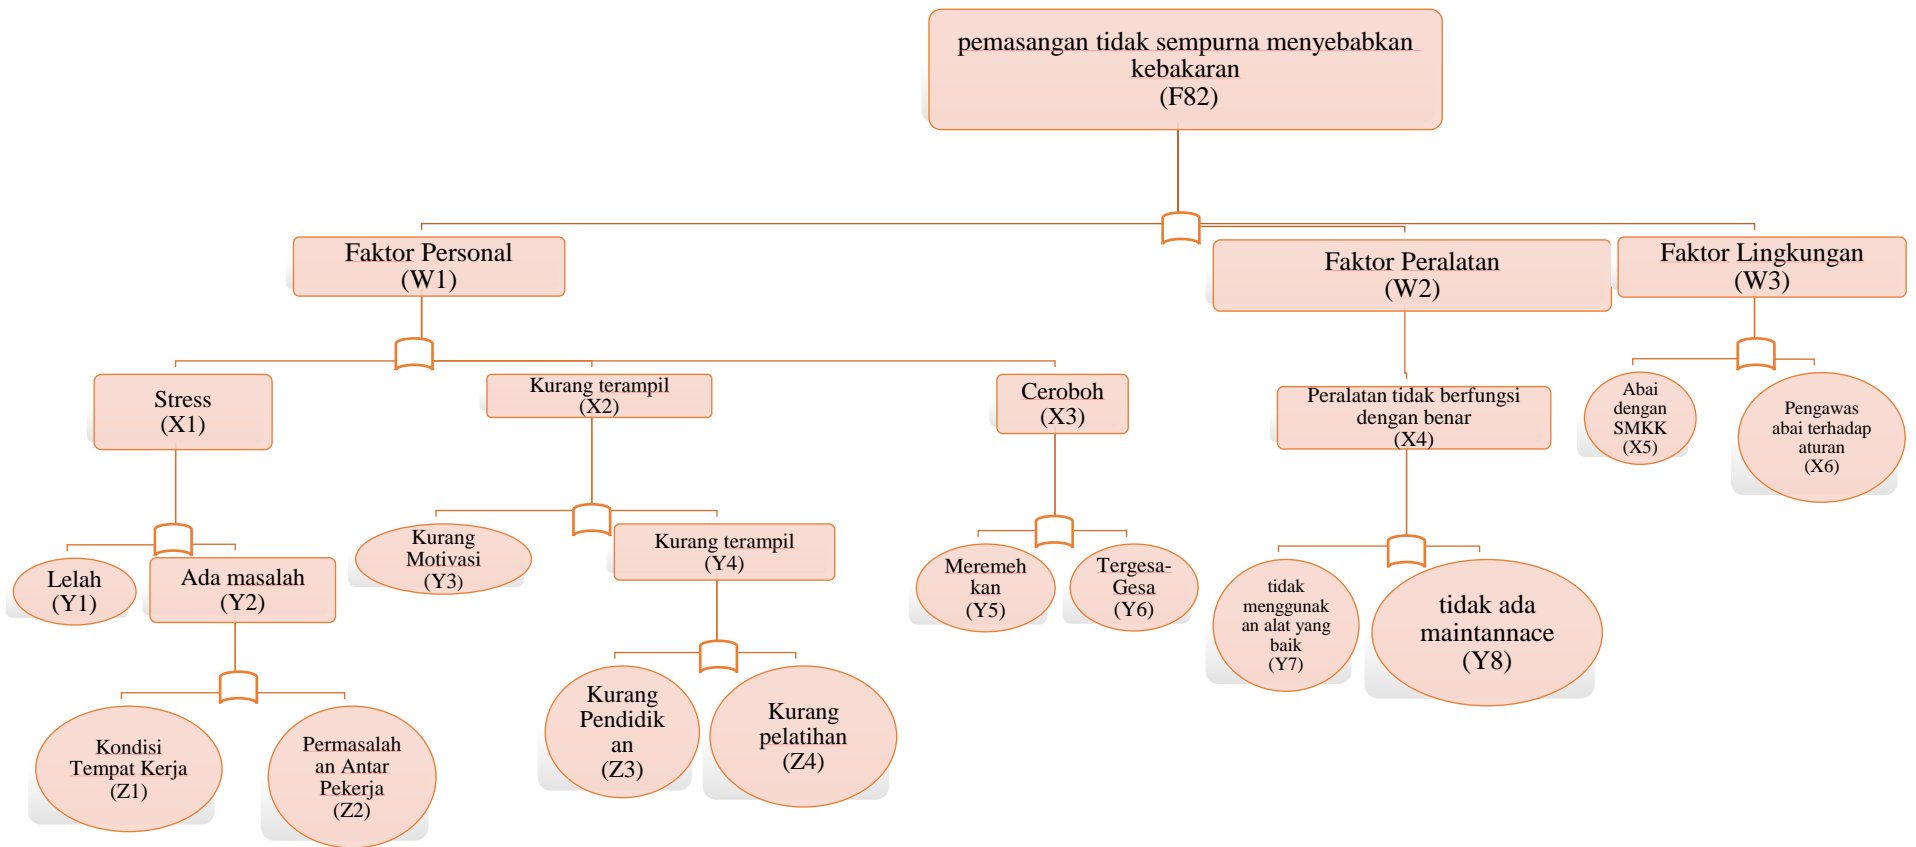 pemasangan tidak sempurna menyebabkan
kebakaran
(F82)
Faktor Personal
(W1)
Faktor Peralatan
(W2)
Faktor Lingkungan
(W3)
Stress
(X1)
Kurang terampil
(X2)
Ceroboh
(X3)
Peralatan tidak berfungsi
dengan benar
(X4)
Abai
dengan
SMKK
(X5)
Pengawas
abai terhadap
aturan
(X6)
Lelah
(Y1)
Ada masalah
(Y2)
Kurang
Motivasi
(Y3)
Kurang terampil
(Y4)
Meremeh
kan
(Y5)
Tergesa-
Gesa
(Y6)
tidak
menggunak
an alat yang
baik
(Y7)
tidak ada
maintannace
(Y8)
Kondisi
Tempat Kerja
(Z1)
Permasalah
an Antar
Pekerja
(Z2)
Kurang
Pendidik
an
(Z3)
Kurang
pelatihan
(Z4)